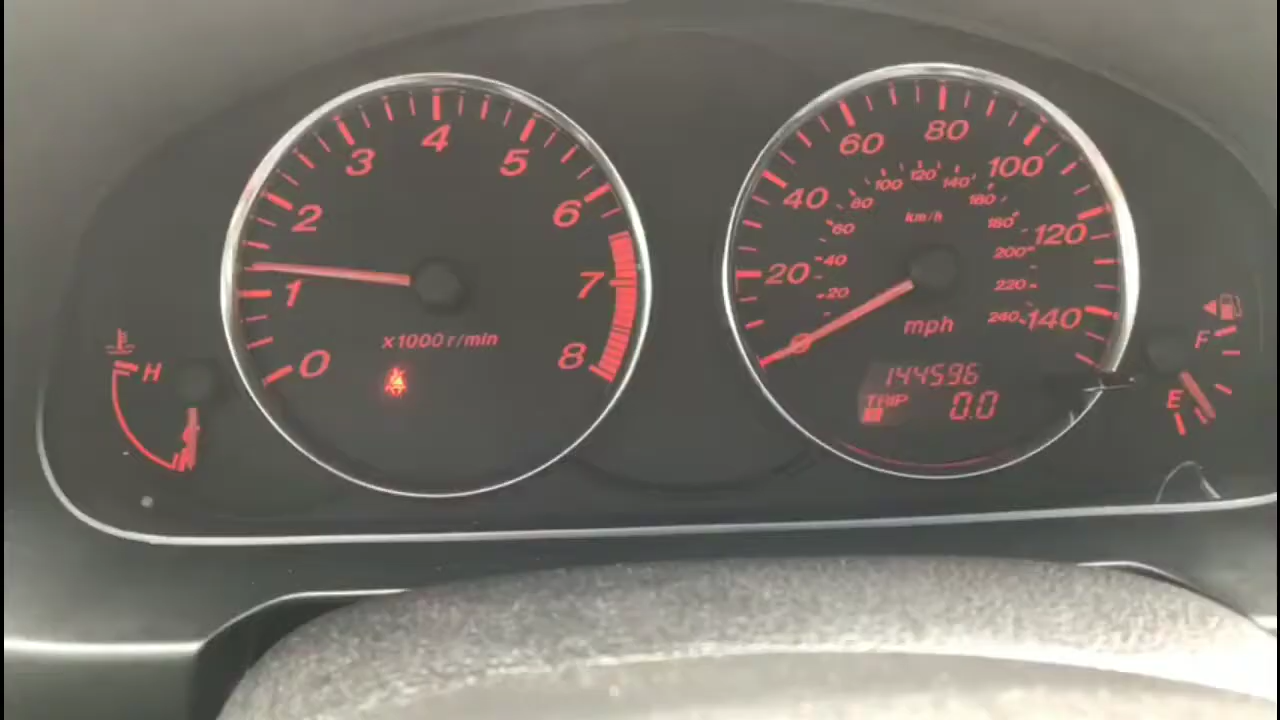 0 1 2 3 4 5 6 7 8
x1000 r/min
H
20 40 60 80 100 120 140
20 40 60 80 100 120 140 160 180 200 220 240
km/h
mph
144596
TRIP
0.0
F
E